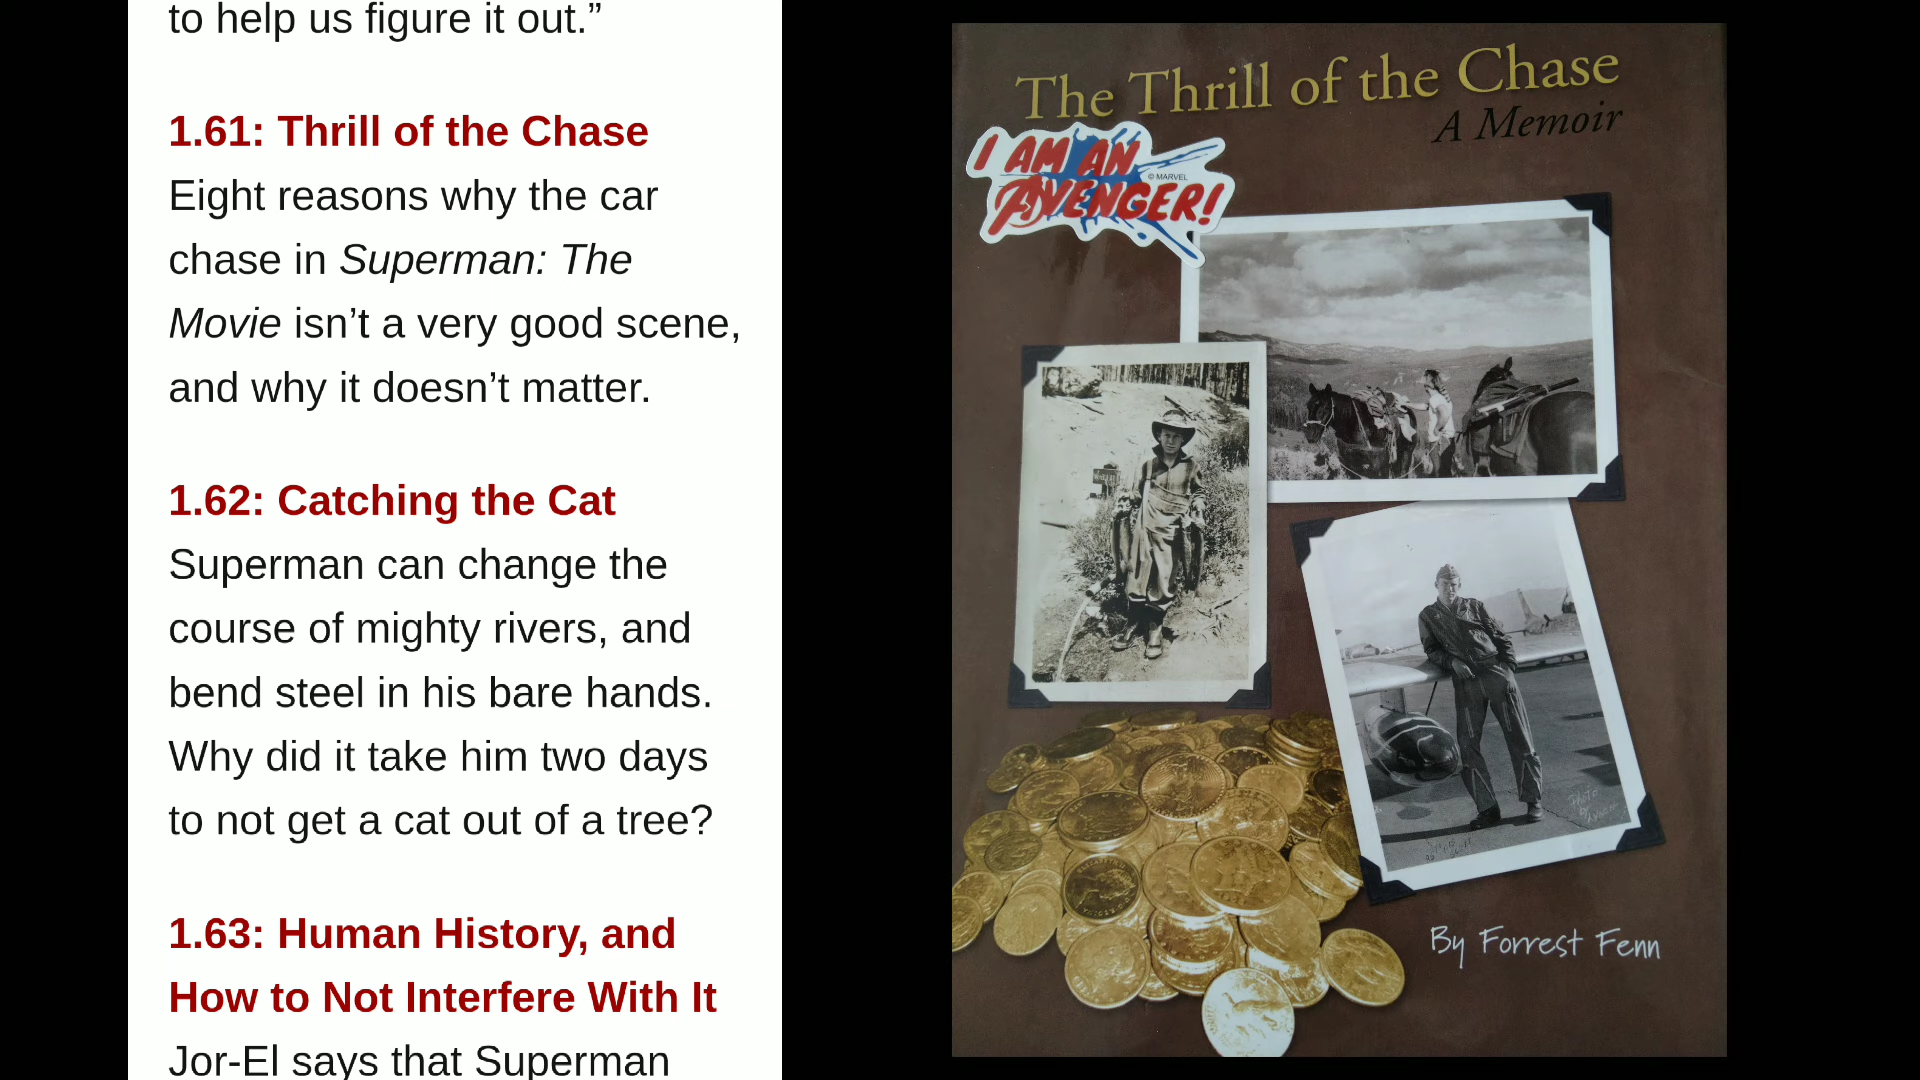 to help us figure it out.”
1.61: Thrill of the Chase
Eight reasons why the car
chase in Superman: The
Movie isn’t a very good scene,
and why it doesn’t matter.
1.62: Catching the Cat
Superman can change the
course of mighty rivers, and
bend steel in his bare hands.
Why did it take him two days
to not get a cat out of a tree?
1.63: Human History, and
How to Not Interfere With It
Jor-El says that Superman
The Thrill of the Chase
A Memoir
I AM AN
AVENGER!
© MARVEL
By Forrest Fenn